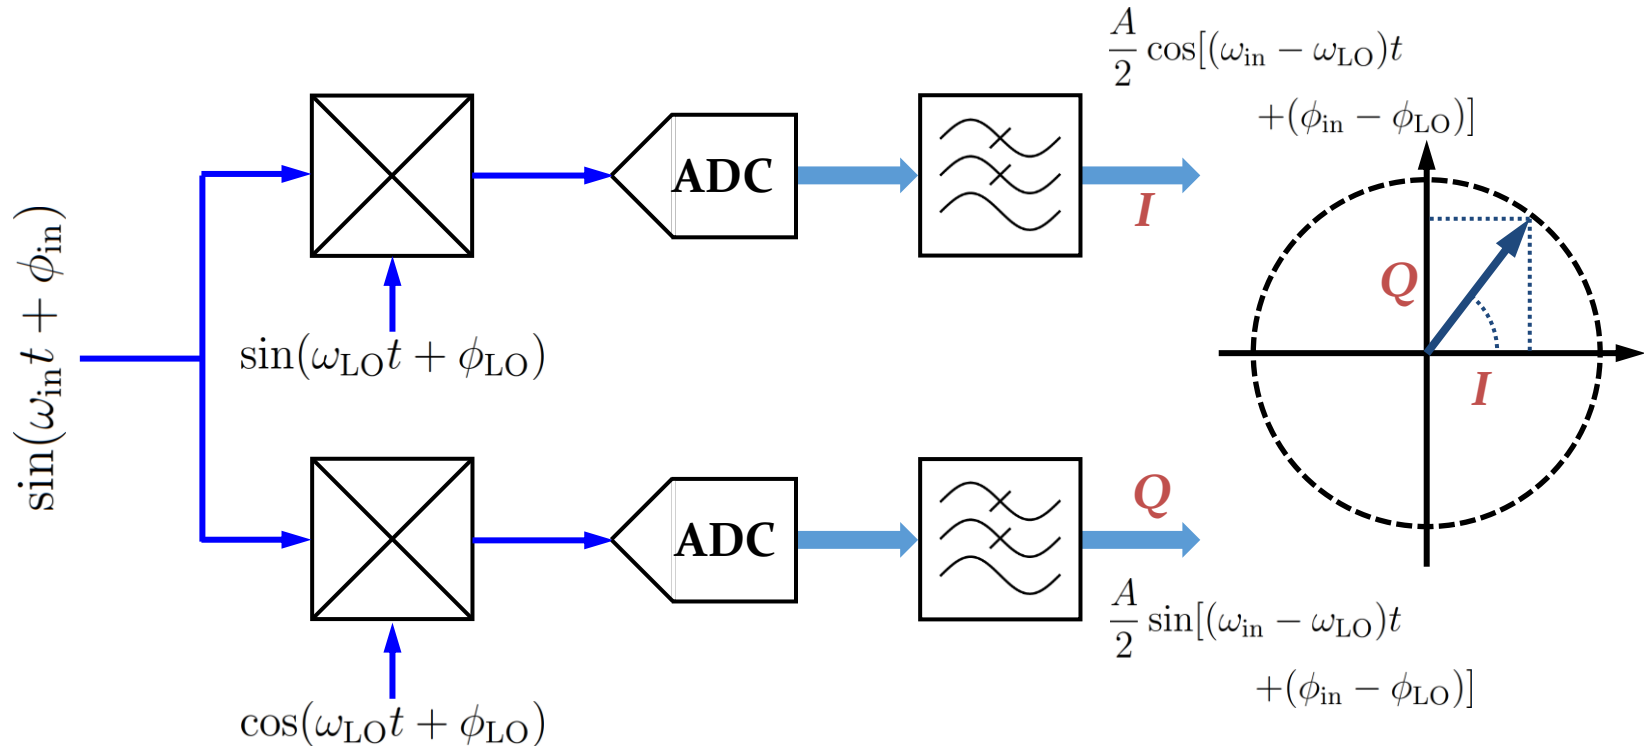 sin(ω_in t + ϕ_in)
sin(ω_LO t + ϕ_LO)
ADC
I
A/2 cos[(ω_in − ω_LO)t
+(ϕ_in − ϕ_LO)]
Q
I
cos(ω_LO t + ϕ_LO)
ADC
Q
A/2 sin[(ω_in − ω_LO)t
+(ϕ_in − ϕ_LO)]